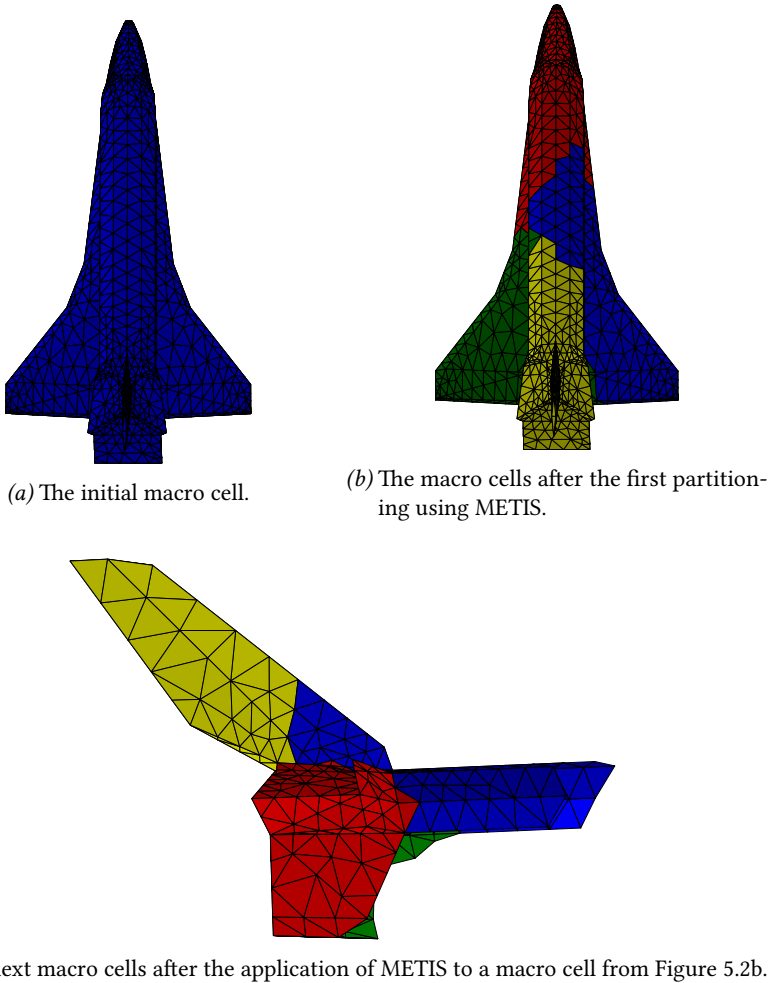 (a) The initial macro cell.
(b) The macro cells after the first partition-
ing using METIS.
ext macro cells after the application of METIS to a macro cell from Figure 5.2b.